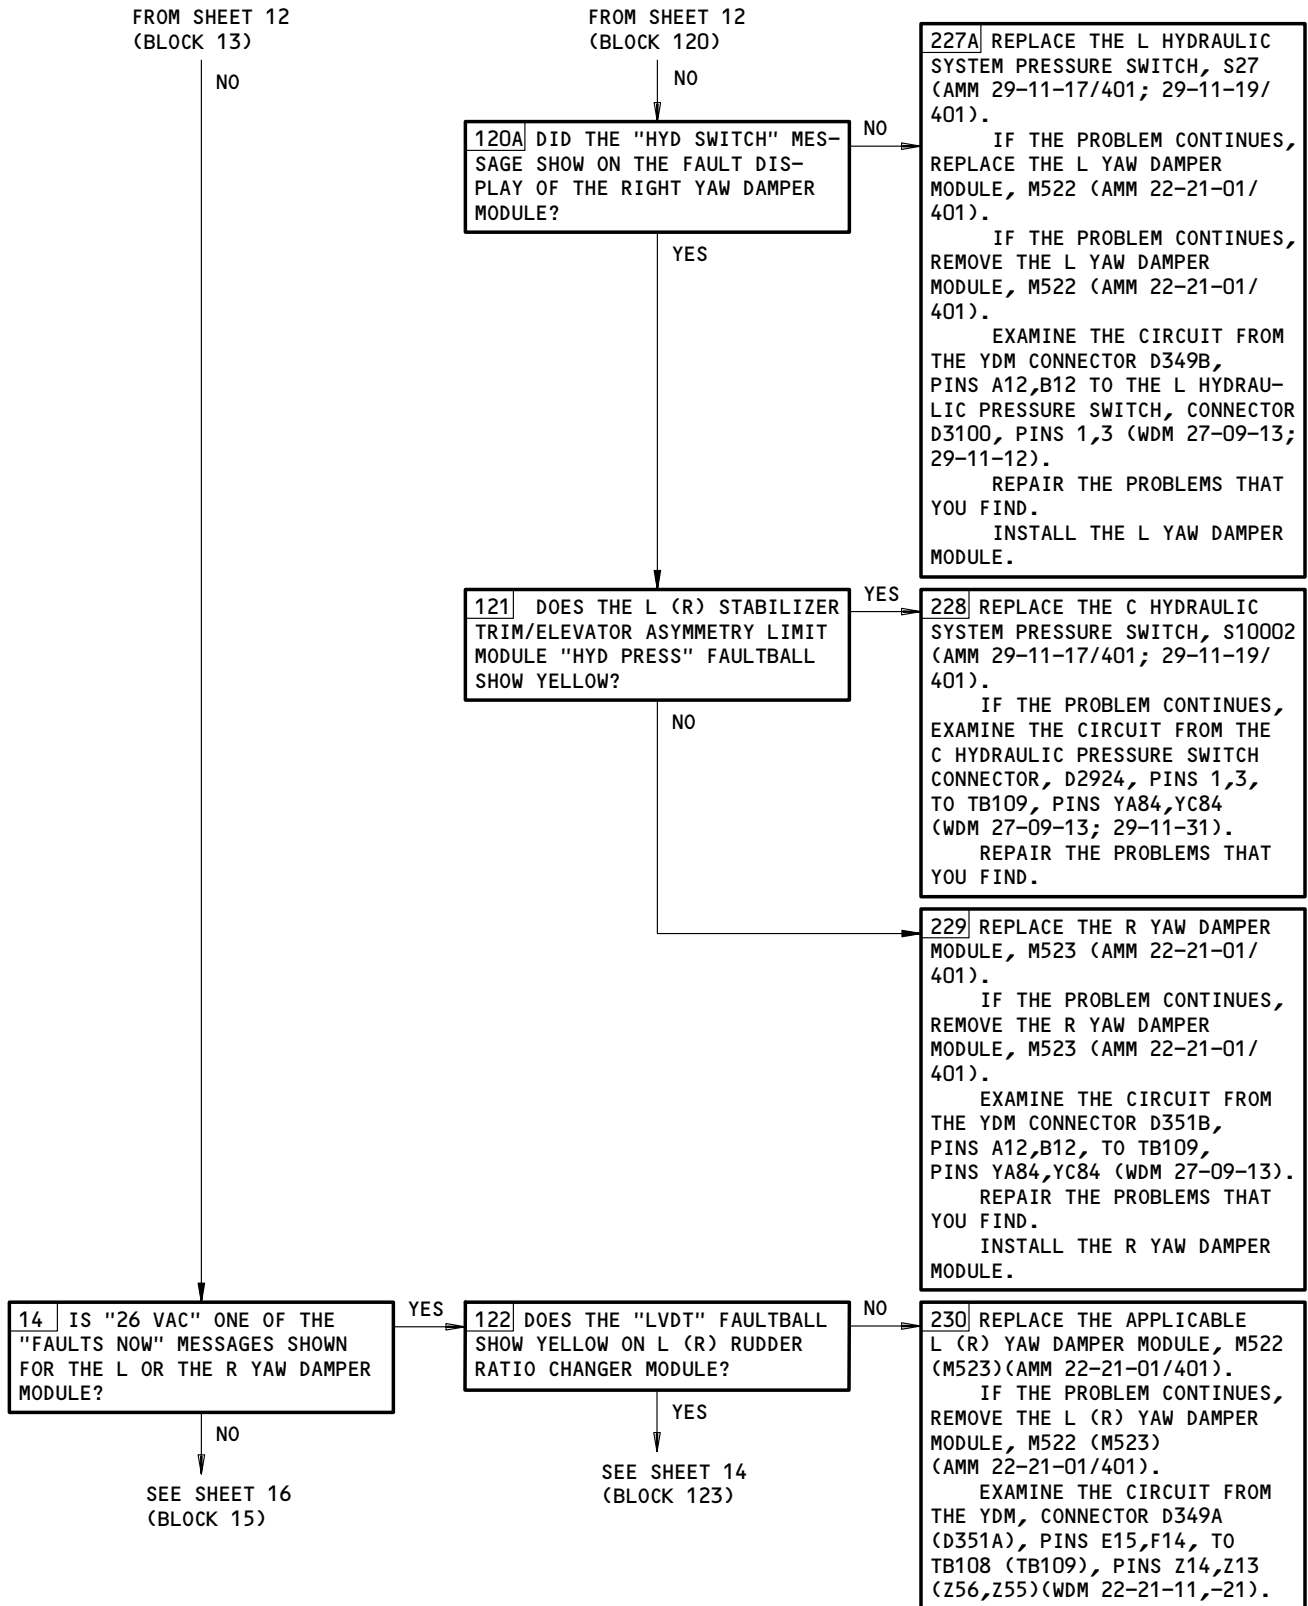 FROM SHEET 12
(BLOCK 13)
NO
FROM SHEET 12
(BLOCK 120)
NO
120A DID THE "HYD SWITCH" MES-
SAGE SHOW ON THE FAULT DIS-
PLAY OF THE RIGHT YAW DAMPER
MODULE?
NO
YES
227A REPLACE THE L HYDRAULIC
SYSTEM PRESSURE SWITCH, S27
(AMM 29-11-17/401; 29-11-19/
401).
IF THE PROBLEM CONTINUES,
REPLACE THE L YAW DAMPER
MODULE, M522 (AMM 22-21-01/
401).
IF THE PROBLEM CONTINUES,
REMOVE THE L YAW DAMPER
MODULE, M522 (AMM 22-21-01/
401).
EXAMINE THE CIRCUIT FROM
THE YDM CONNECTOR D349B,
PINS A12,B12 TO THE L HYDRAU-
LIC PRESSURE SWITCH, CONNECTOR
D3100, PINS 1,3 (WDM 27-09-13;
29-11-12).
REPAIR THE PROBLEMS THAT
YOU FIND.
INSTALL THE L YAW DAMPER
MODULE.
121 DOES THE L (R) STABILIZER
TRIM/ELEVATOR ASYMMETRY LIMIT
MODULE "HYD PRESS" FAULTBALL
SHOW YELLOW?
YES
NO
228 REPLACE THE C HYDRAULIC
SYSTEM PRESSURE SWITCH, S10002
(AMM 29-11-17/401; 29-11-19/
401).
IF THE PROBLEM CONTINUES,
EXAMINE THE CIRCUIT FROM THE
C HYDRAULIC PRESSURE SWITCH
CONNECTOR, D2924, PINS 1,3,
TO TB109, PINS YA84,YC84
(WDM 27-09-13; 29-11-31).
REPAIR THE PROBLEMS THAT
YOU FIND.
229 REPLACE THE R YAW DAMPER
MODULE, M523 (AMM 22-21-01/
401).
IF THE PROBLEM CONTINUES,
REMOVE THE R YAW DAMPER
MODULE, M523 (AMM 22-21-01/
401).
EXAMINE THE CIRCUIT FROM
THE YDM CONNECTOR D351B,
PINS A12,B12, TO TB109,
PINS YA84,YC84 (WDM 27-09-13).
REPAIR THE PROBLEMS THAT
YOU FIND.
INSTALL THE R YAW DAMPER
MODULE.
14 IS "26 VAC" ONE OF THE
"FAULTS NOW" MESSAGES SHOWN
FOR THE L OR THE R YAW DAMPER
MODULE?
YES
NO
SEE SHEET 16
(BLOCK 15)
122 DOES THE "LVDT" FAULTBALL
SHOW YELLOW ON L (R) RUDDER
RATIO CHANGER MODULE?
NO
YES
SEE SHEET 14
(BLOCK 123)
230 REPLACE THE APPLICABLE
L (R) YAW DAMPER MODULE, M522
(M523)(AMM 22-21-01/401).
IF THE PROBLEM CONTINUES,
REMOVE THE L (R) YAW DAMPER
MODULE, M522 (M523)
(AMM 22-21-01/401).
EXAMINE THE CIRCUIT FROM
THE YDM, CONNECTOR D349A
(D351A), PINS E15,F14, TO
TB108 (TB109), PINS Z14,Z13
(Z56,Z55)(WDM 22-21-11,-21).